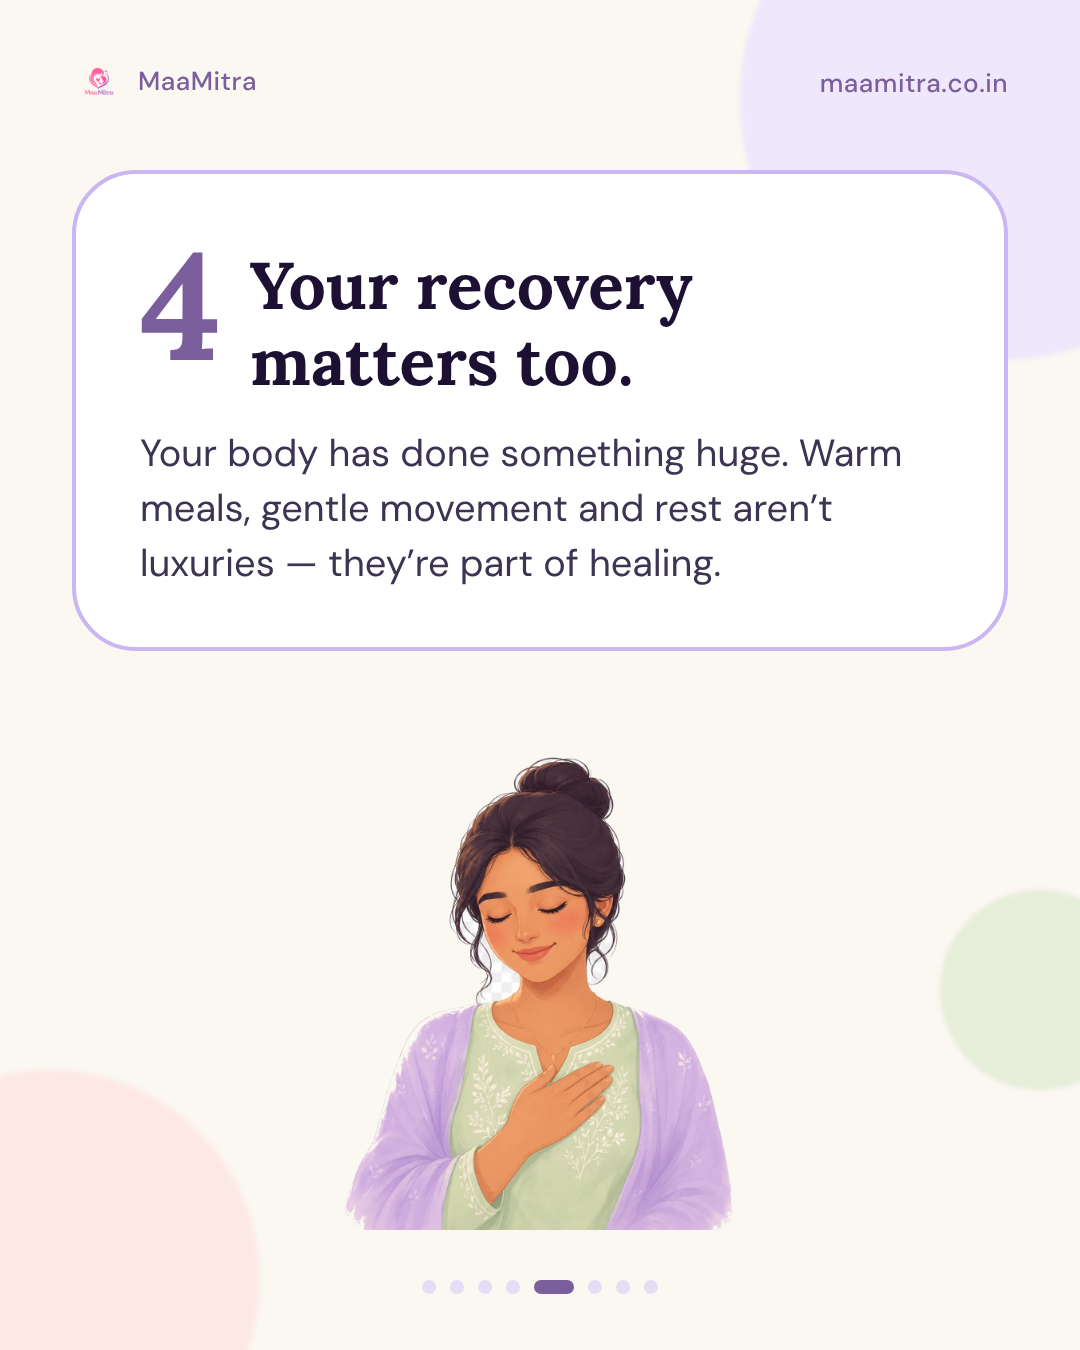 MaaMitra
MaaMitra
maamitra.co.in
4
Your recovery
matters too.
Your body has done something huge. Warm
meals, gentle movement and rest aren’t
luxuries — they’re part of healing.